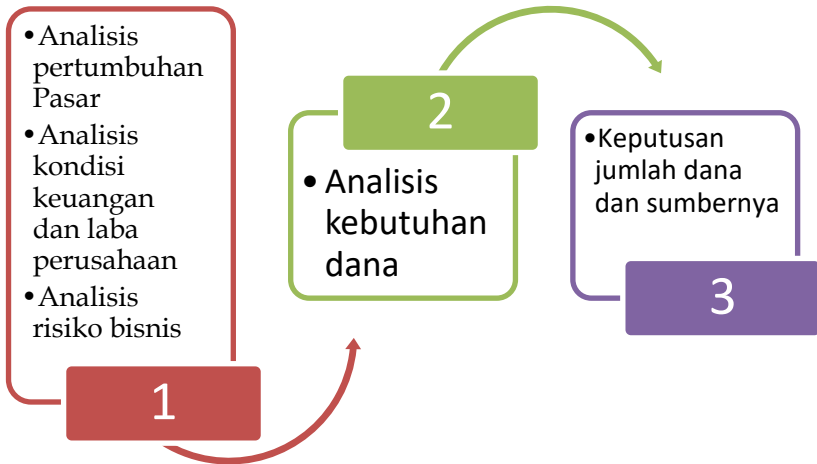 •Analisis
pertumbuhan
Pasar
•Analisis
kondisi
keuangan
dan laba
perusahaan
•Analisis
risiko bisnis
1
2
• Analisis
kebutuhan
dana
•Keputusan
jumlah dana
dan sumbernya
3